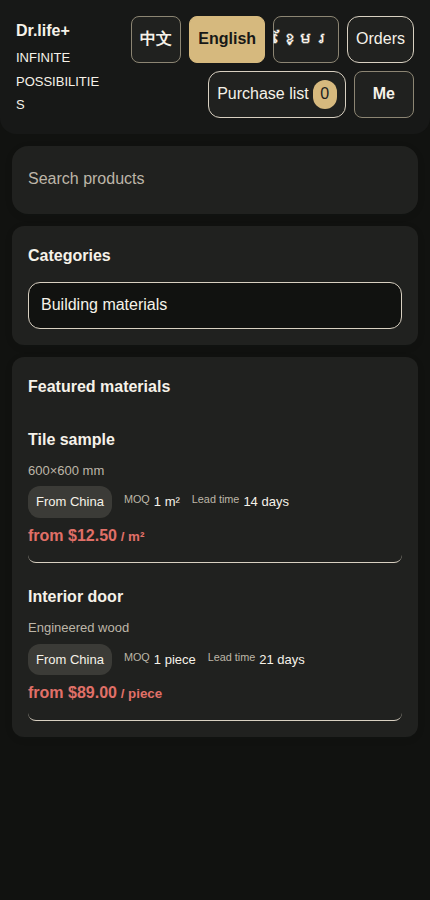 Dr.life+
INFINITE
POSSIBILITIE
S
中文
English
ខ្មែរ
Orders
Purchase list 0
Me
Search products
Categories
Building materials
Featured materials
Tile sample
600×600 mm
From China MOQ 1 m² Lead time 14 days
from $12.50 / m²
Interior door
Engineered wood
From China MOQ 1 piece Lead time 21 days
from $89.00 / piece